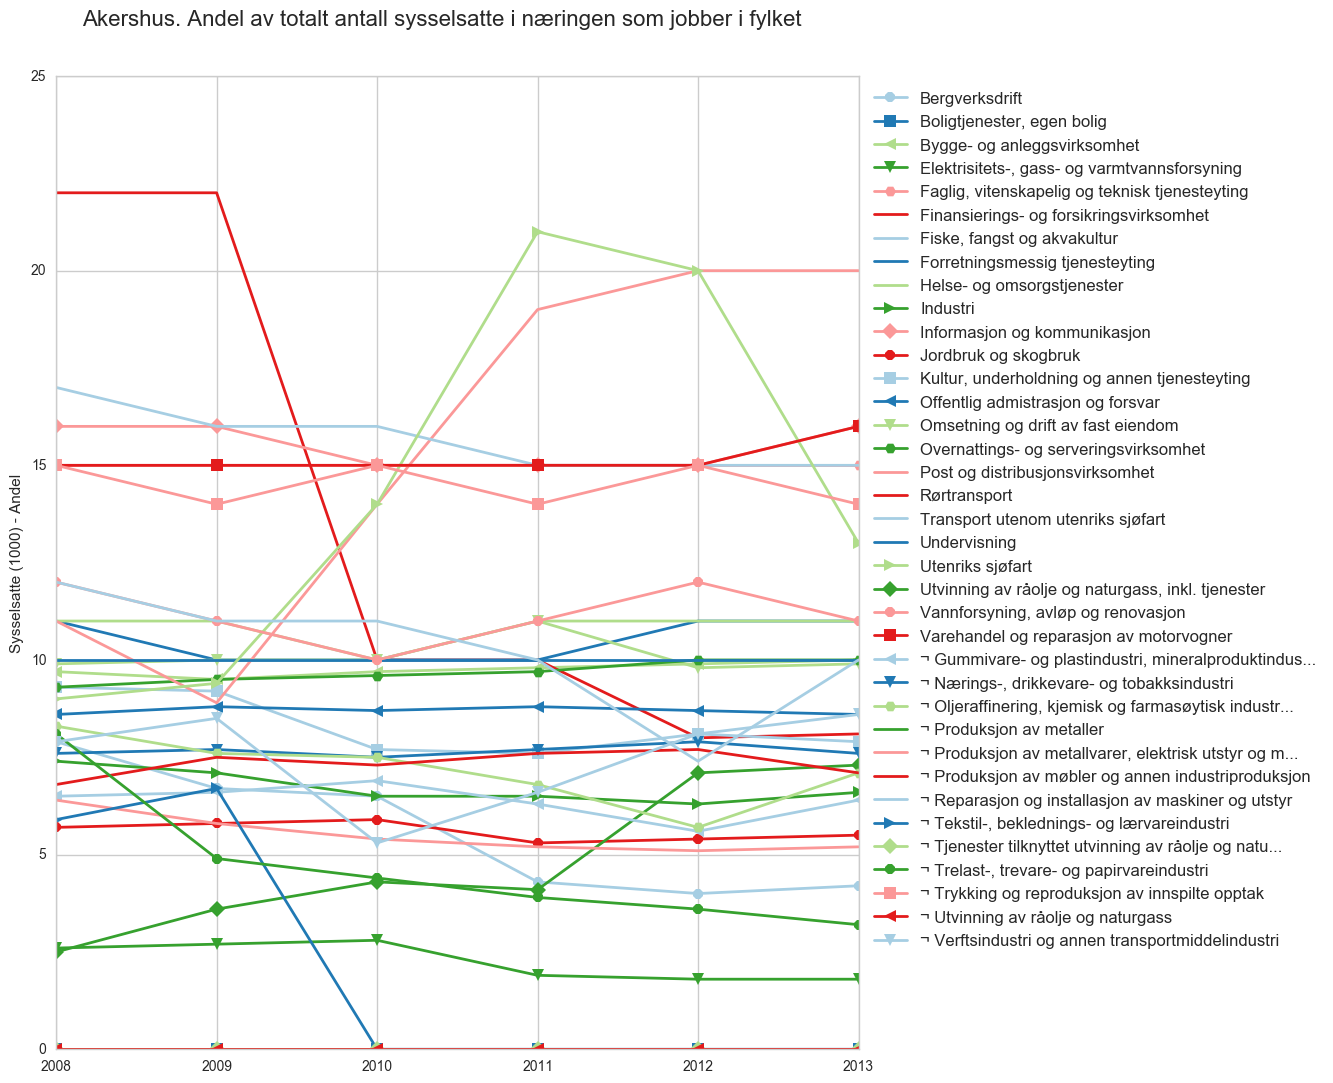 Akershus. Andel av totalt antall sysselsatte i næringen som jobber i fylket
25
20
15
10
5
0
Sysselsatte (1000) - Andel
2008
2009
2010
2011
2012
2013
Bergverksdrift
Boligtjenester, egen bolig
Bygge- og anleggsvirksomhet
Elektrisitets-, gass- og varmtvannsforsyning
Faglig, vitenskapelig og teknisk tjenesteyting
Finansierings- og forsikringsvirksomhet
Fiske, fangst og akvakultur
Forretningsmessig tjenesteyting
Helse- og omsorgstjenester
Industri
Informasjon og kommunikasjon
Jordbruk og skogbruk
Kultur, underholdning og annen tjenesteyting
Offentlig admistrasjon og forsvar
Omsetning og drift av fast eiendom
Overnattings- og serveringsvirksomhet
Post og distribusjonsvirksomhet
Rørtransport
Transport utenom utenriks sjøfart
Undervisning
Utenriks sjøfart
Utvinning av råolje og naturgass, inkl. tjenester
Vannforsyning, avløp og renovasjon
Varehandel og reparasjon av motorvogner
¬ Gummivare- og plastindustri, mineralproduktindus...
¬ Nærings-, drikkevare- og tobakksindustri
¬ Oljeraffinering, kjemisk og farmasøytisk industr...
¬ Produksjon av metaller
¬ Produksjon av metallvarer, elektrisk utstyr og m...
¬ Produksjon av møbler og annen industriproduksjon
¬ Reparasjon og installasjon av maskiner og utstyr
¬ Tekstil-, beklednings- og lærvareindustri
¬ Tjenester tilknyttet utvinning av råolje og natu...
¬ Trelast-, trevare- og papirvareindustri
¬ Trykking og reproduksjon av innspilte opptak
¬ Utvinning av råolje og naturgass
¬ Verftsindustri og annen transportmiddelindustri